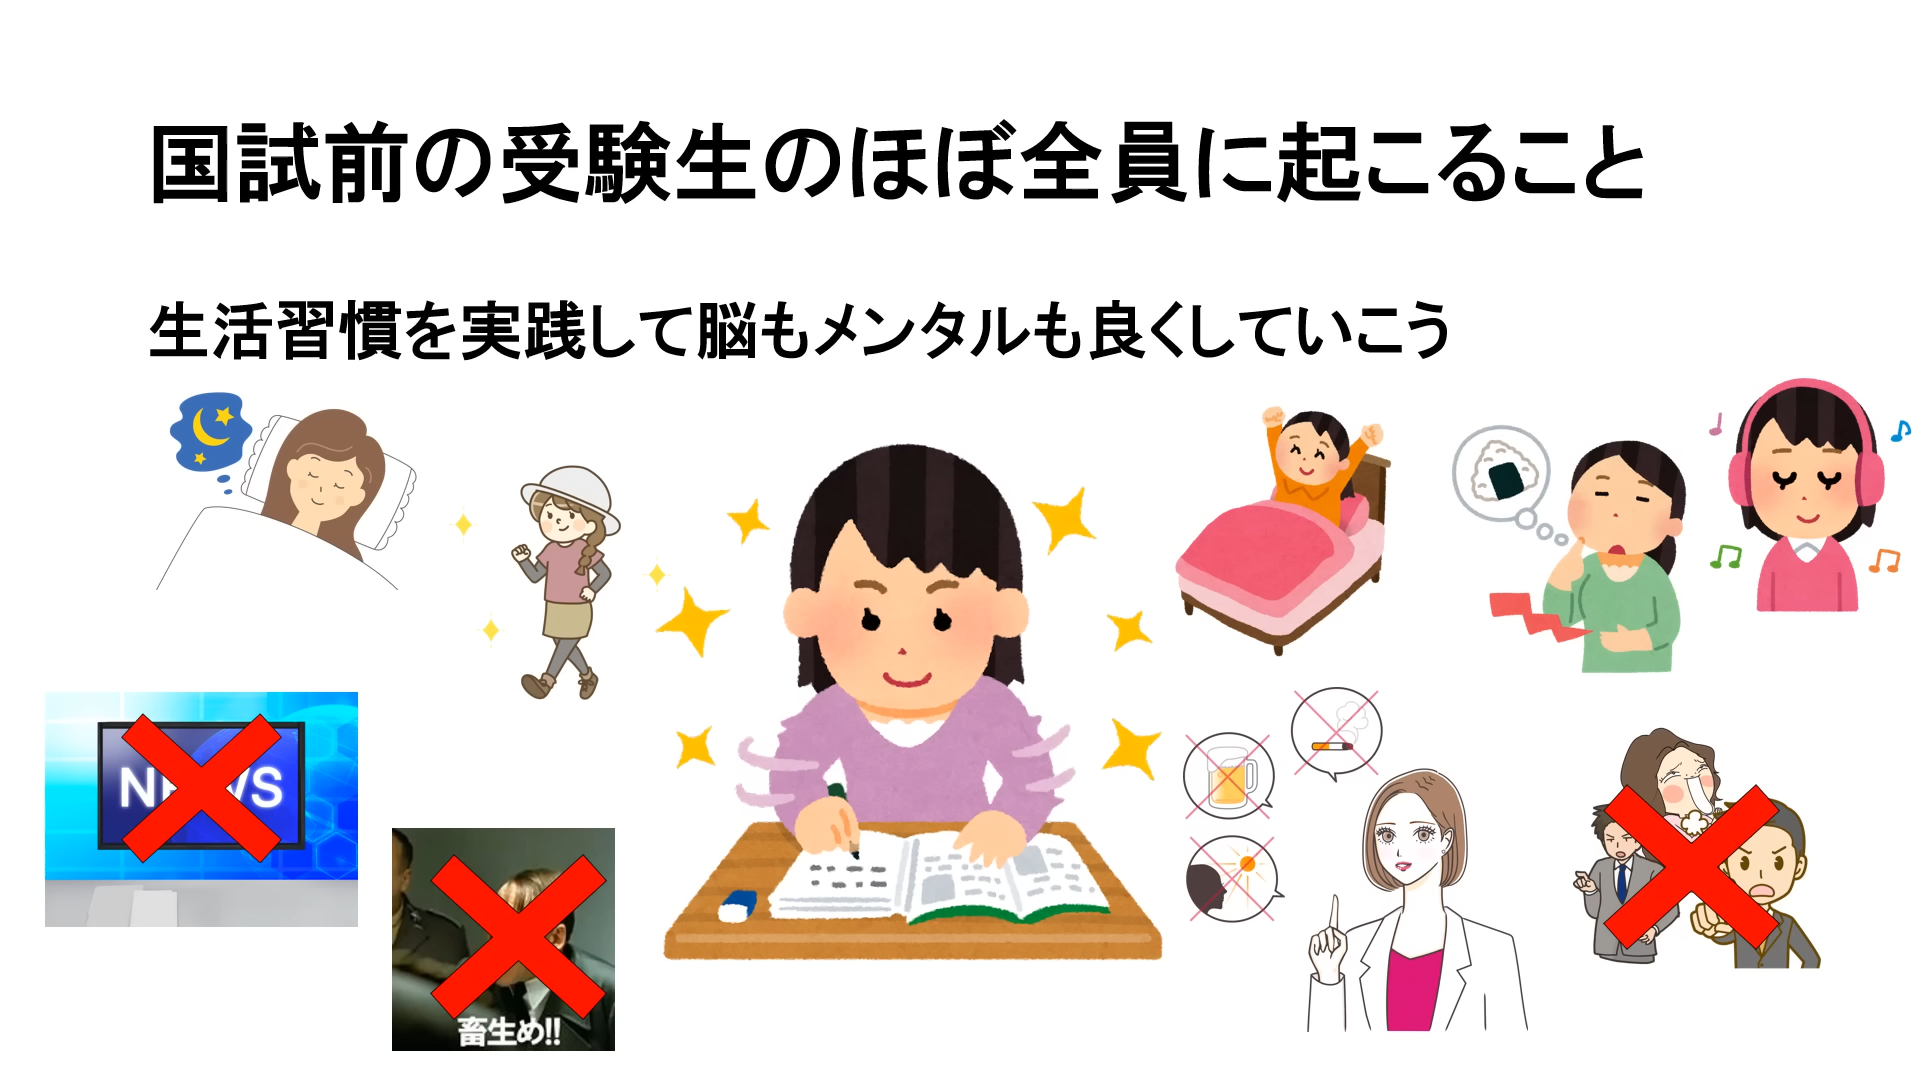 国試前の受験生のほぼ全員に起こること
生活習慣を実践して脳もメンタルも良くしていこう
NEWS
畜生め!!